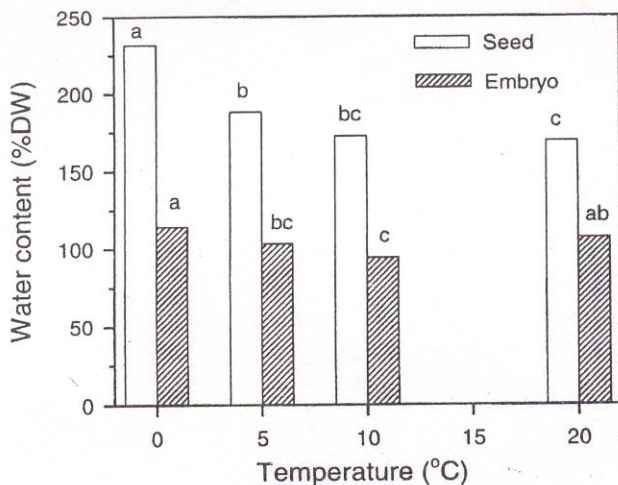 250
200
150
100
50
0
Water content (%DW)
Seed
Embryo
a
b
bc
c
a
bc
c
ab
0
5
10
15
20
Temperature (°C)